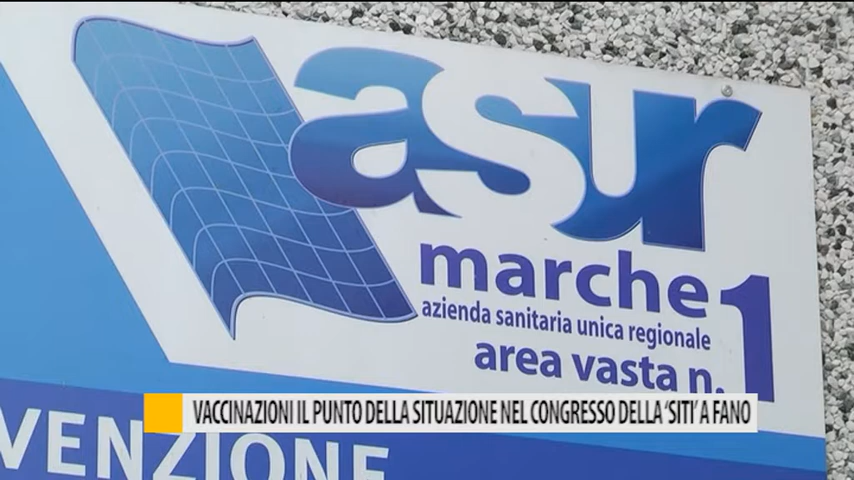 asur
marche
azienda sanitaria unica regionale
area vasta n. 1
VACCINAZIONI IL PUNTO DELLA SITUAZIONE NEL CONGRESSO DELLA ‘SITI’ A FANO
VENZIONE